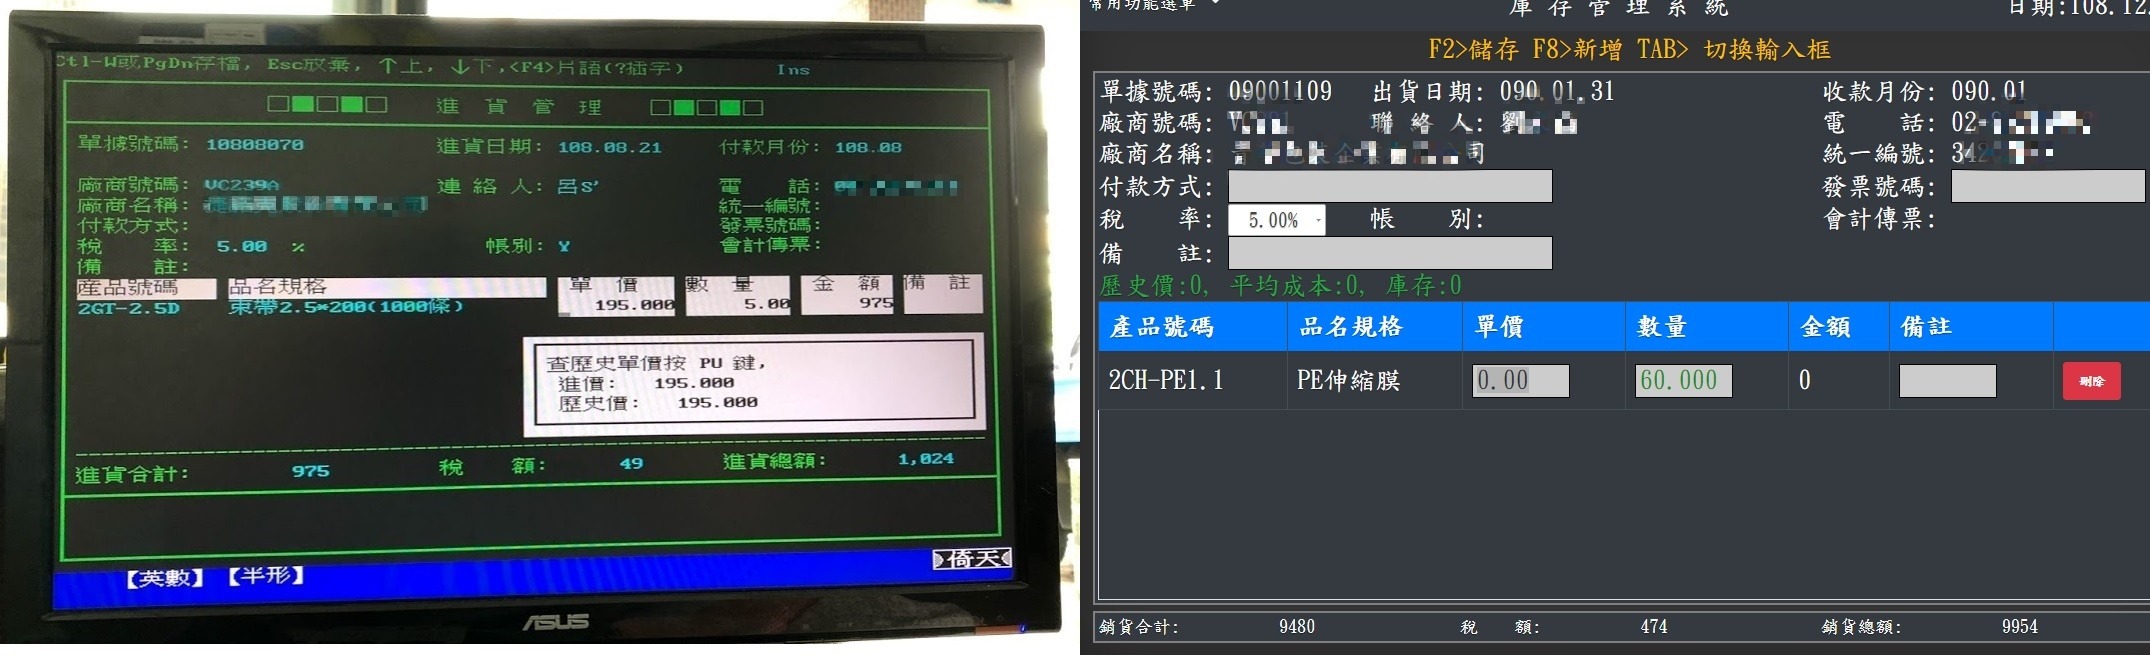 Ctl-W或PgDn存檔, Esc放棄, ↑上, ↓下,<F4>片語(?插字) Ins
□■□■□ 進 貨 管 理 □■□■□
單據號碼: 10808070 進貨日期: 108.08.21 付款月份: 108.08
廠商號碼: VC239A 連 絡 人: 呂S' 電 話:
廠商名稱: 統一編號:
付款方式: 發票號碼:
稅 率: 5.00 % 帳別: Y 會計傳票:
備 註:
產品號碼 品名規格 單 價 數 量 金 額 備 註
2GT-2.5D 束帶2.5*200(1000條) 195.000 5.00 975
查歷史單價按 PU 鍵,
進價: 195.000
歷史價: 195.000
進貨合計: 975 稅 額: 49 進貨總額: 1,024
【英數】【半形】 倚天
ASUS
常用功能選單 庫 存 管 理 系 統 日期:108.12
F2>儲存 F8>新增 TAB> 切換輸入框
單據號碼: 09001109 出貨日期: 090.01.31 收款月份: 090.01
廠商號碼: 聯 絡 人: 劉 電 話: 02-
廠商名稱: 司 統一編號: 342
付款方式: 發票號碼:
稅 率: 5.00% 帳 別: 會計傳票:
備 註:
歷史價:0, 平均成本:0, 庫存:0
產品號碼 品名規格 單價 數量 金額 備註
2CH-PE1.1 PE伸縮膜 0.00 60.000 0 刪除
銷貨合計: 9480 稅 額: 474 銷貨總額: 9954